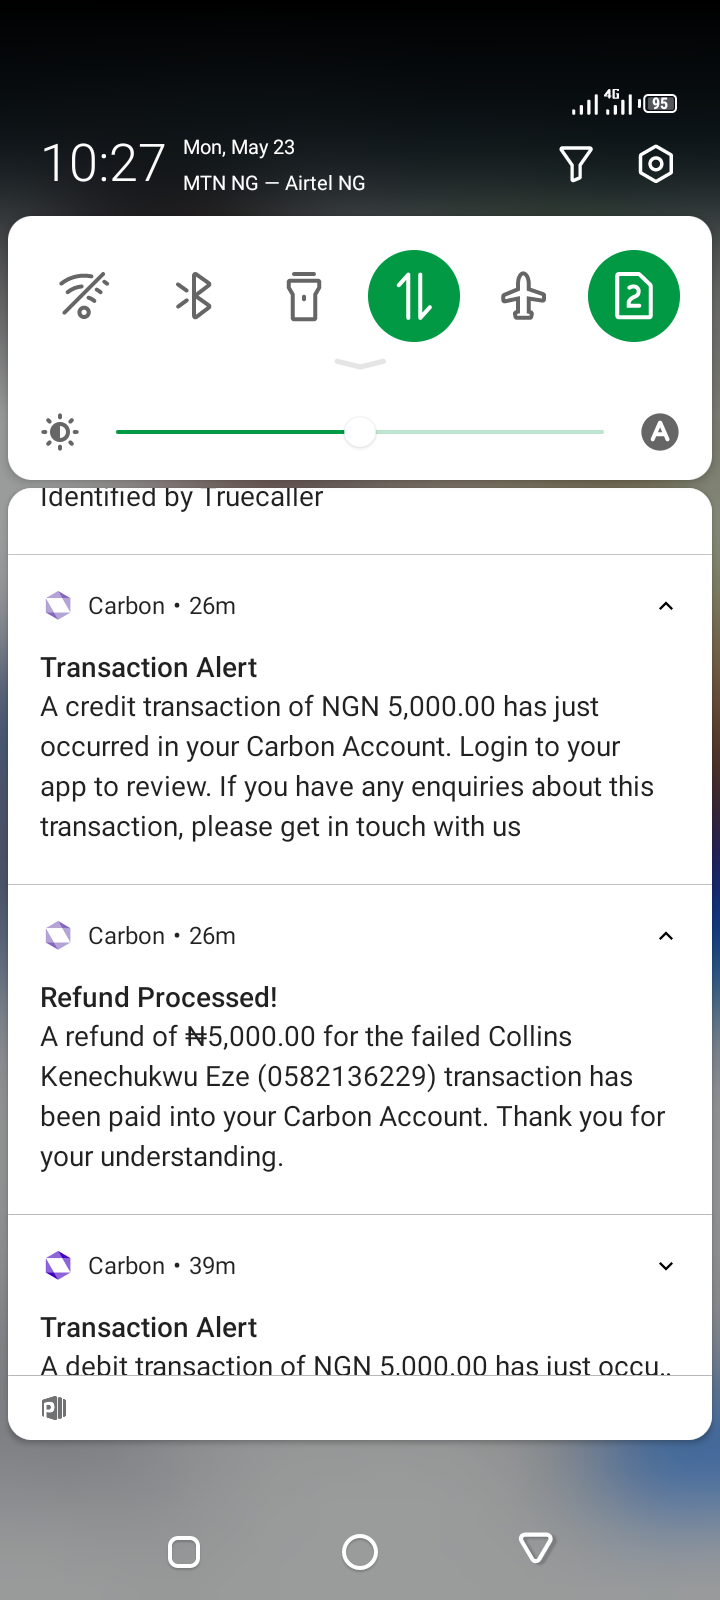 4G
95
10:27
Mon, May 23
MTN NG — Airtel NG
2
A
Identified by Truecaller
Carbon • 26m
Transaction Alert
A credit transaction of NGN 5,000.00 has just
occurred in your Carbon Account. Login to your
app to review. If you have any enquiries about this
transaction, please get in touch with us
Carbon • 26m
Refund Processed!
A refund of ₦5,000.00 for the failed Collins
Kenechukwu Eze (0582136229) transaction has
been paid into your Carbon Account. Thank you for
your understanding.
Carbon • 39m
Transaction Alert
A debit transaction of NGN 5,000.00 has just occu..